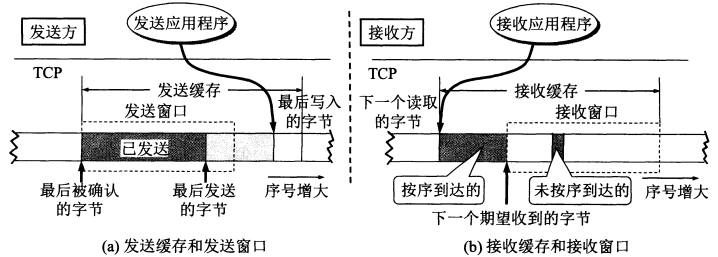 发送方
发送应用程序
TCP
发送缓存
发送窗口
最后写入
的字节
已发送
最后被确认
的字节
最后发送
的字节
序号增大
(a) 发送缓存和发送窗口
接收方
接收应用程序
TCP
接收缓存
下一个读取
的字节
接收窗口
按序到达的
未按序到达的
序号增大
下一个期望收到的字节
(b) 接收缓存和接收窗口